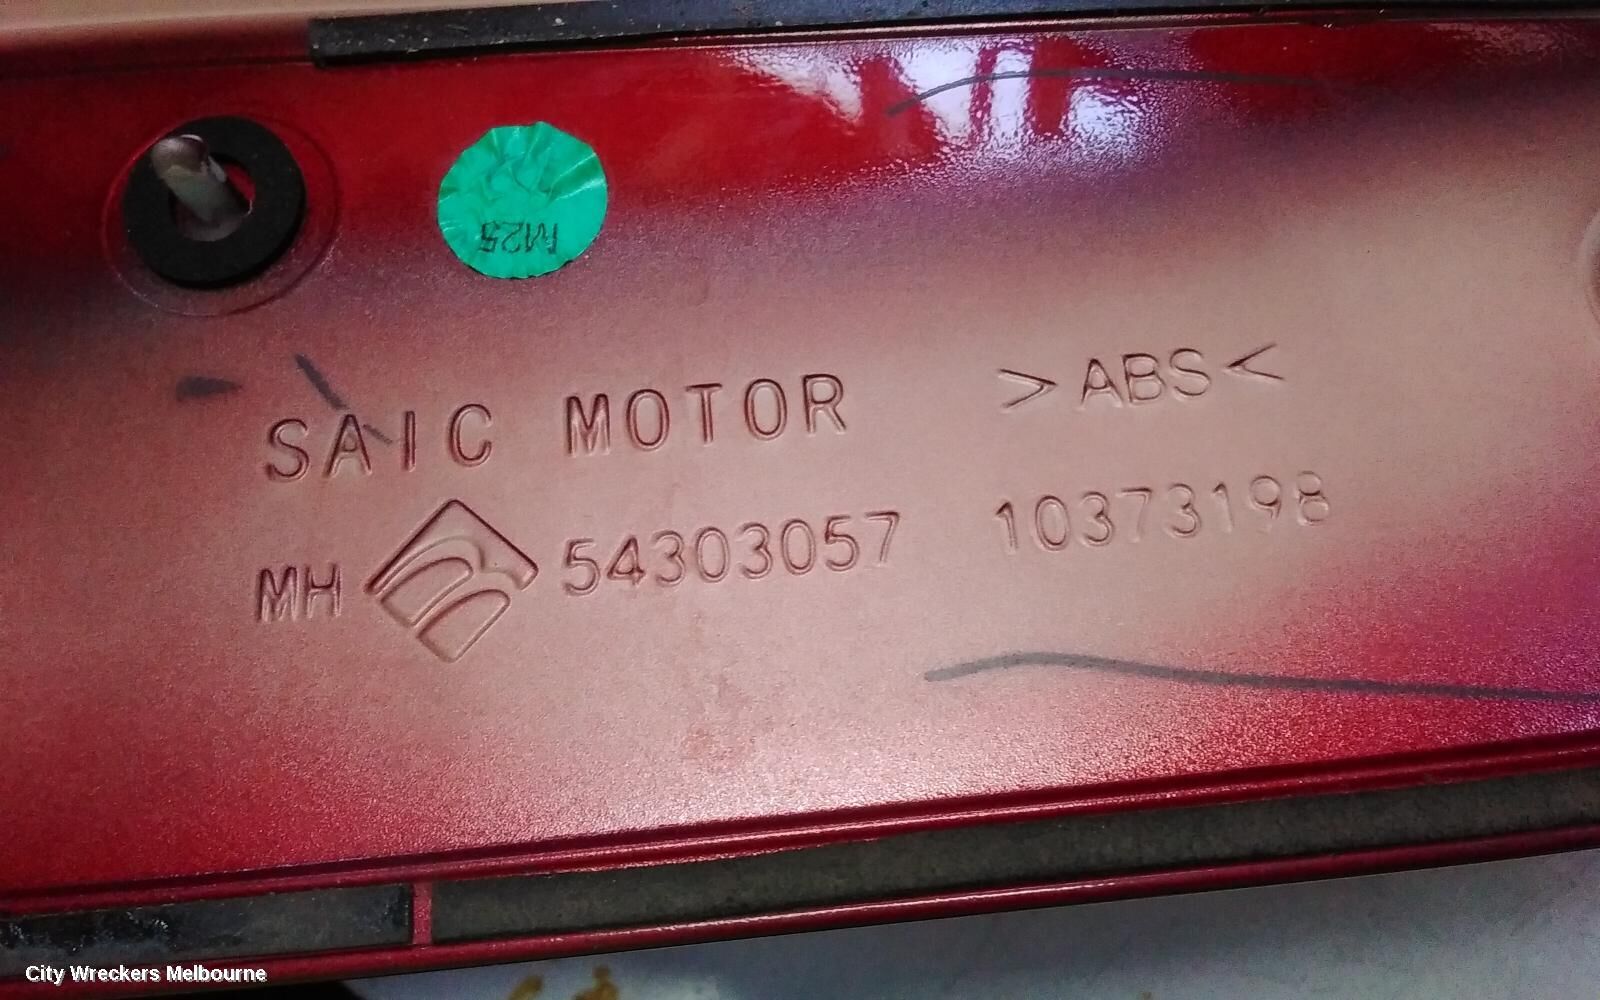 M25
SAIC MOTOR >ABS<
MH 54303057 10373198
City Wreckers Melbourne